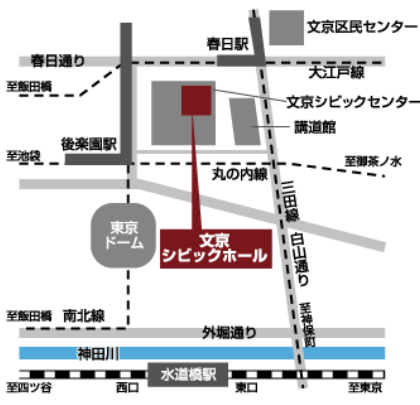 文京区民センター
春日駅
春日通り
大江戸線
至飯田橋
文京シビックセンター
講道館
後楽園駅
至池袋
至御茶ノ水
丸の内線
三田線
白山通り
至神保町
東京
ドーム
文京
シビックホール
至飯田橋
南北線
外堀通り
神田川
水道橋駅
至四ツ谷
西口
東口
至東京